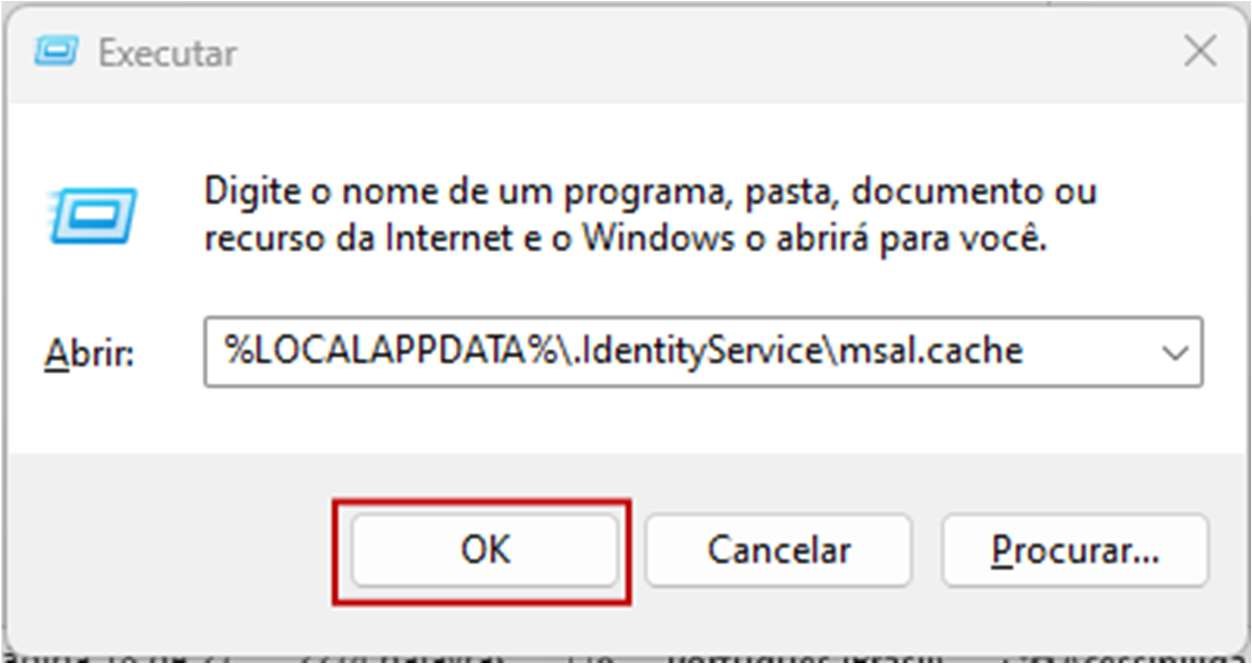 Executar
Digite o nome de um programa, pasta, documento ou
recurso da Internet e o Windows o abrirá para você.
Abrir:
%LOCALAPPDATA%\.IdentityService\msal.cache
OK
Cancelar
Procurar...